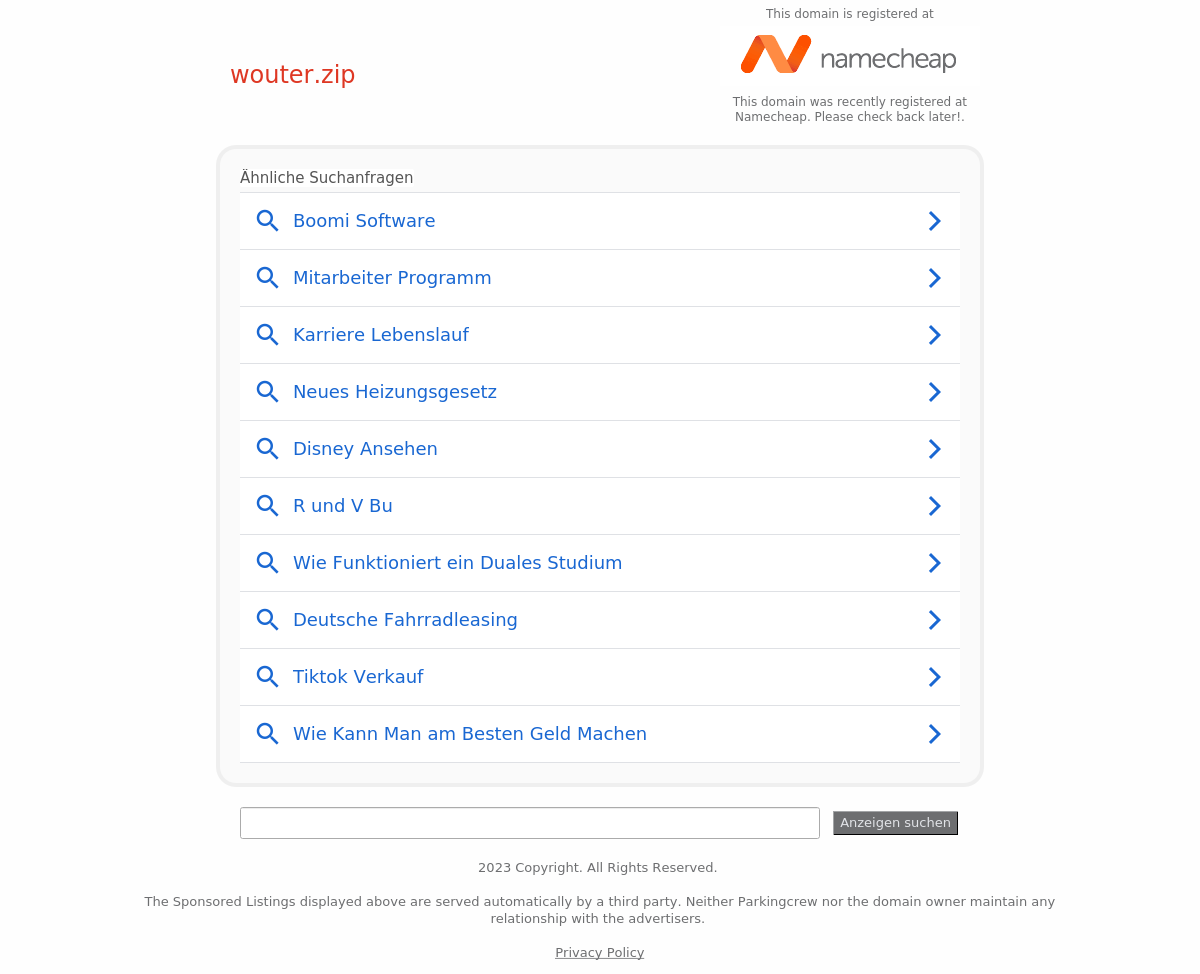 This domain is registered at
namecheap
wouter.zip
This domain was recently registered at
Namecheap. Please check back later!.
Ähnliche Suchanfragen
Boomi Software
Mitarbeiter Programm
Karriere Lebenslauf
Neues Heizungsgesetz
Disney Ansehen
R und V Bu
Wie Funktioniert ein Duales Studium
Deutsche Fahrradleasing
Tiktok Verkauf
Wie Kann Man am Besten Geld Machen
Anzeigen suchen
2023 Copyright. All Rights Reserved.
The Sponsored Listings displayed above are served automatically by a third party. Neither Parkingcrew nor the domain owner maintain any
relationship with the advertisers.
Privacy Policy